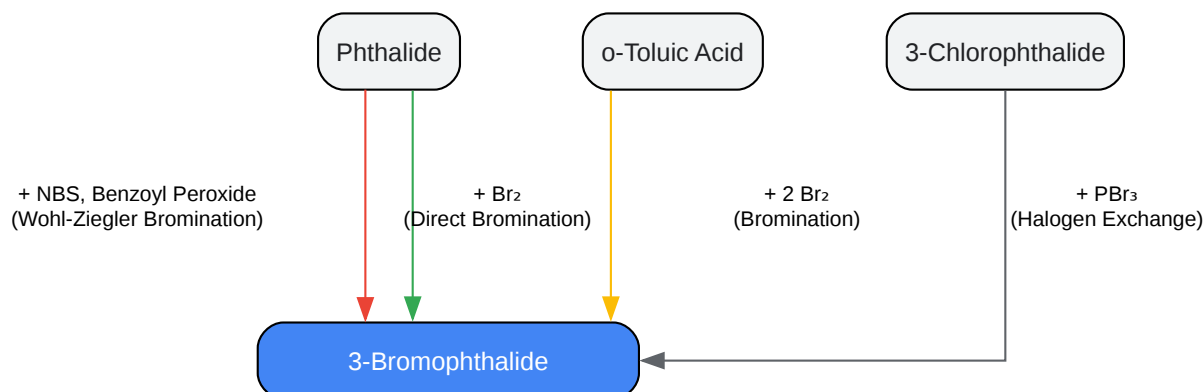 Phthalide
o-Toluic Acid
3-Chlorophthalide
+ NBS, Benzoyl Peroxide
(Wohl-Ziegler Bromination)
+ Br₂
(Direct Bromination)
+ 2 Br₂
(Bromination)
+ PBr₃
(Halogen Exchange)
3-Bromophthalide